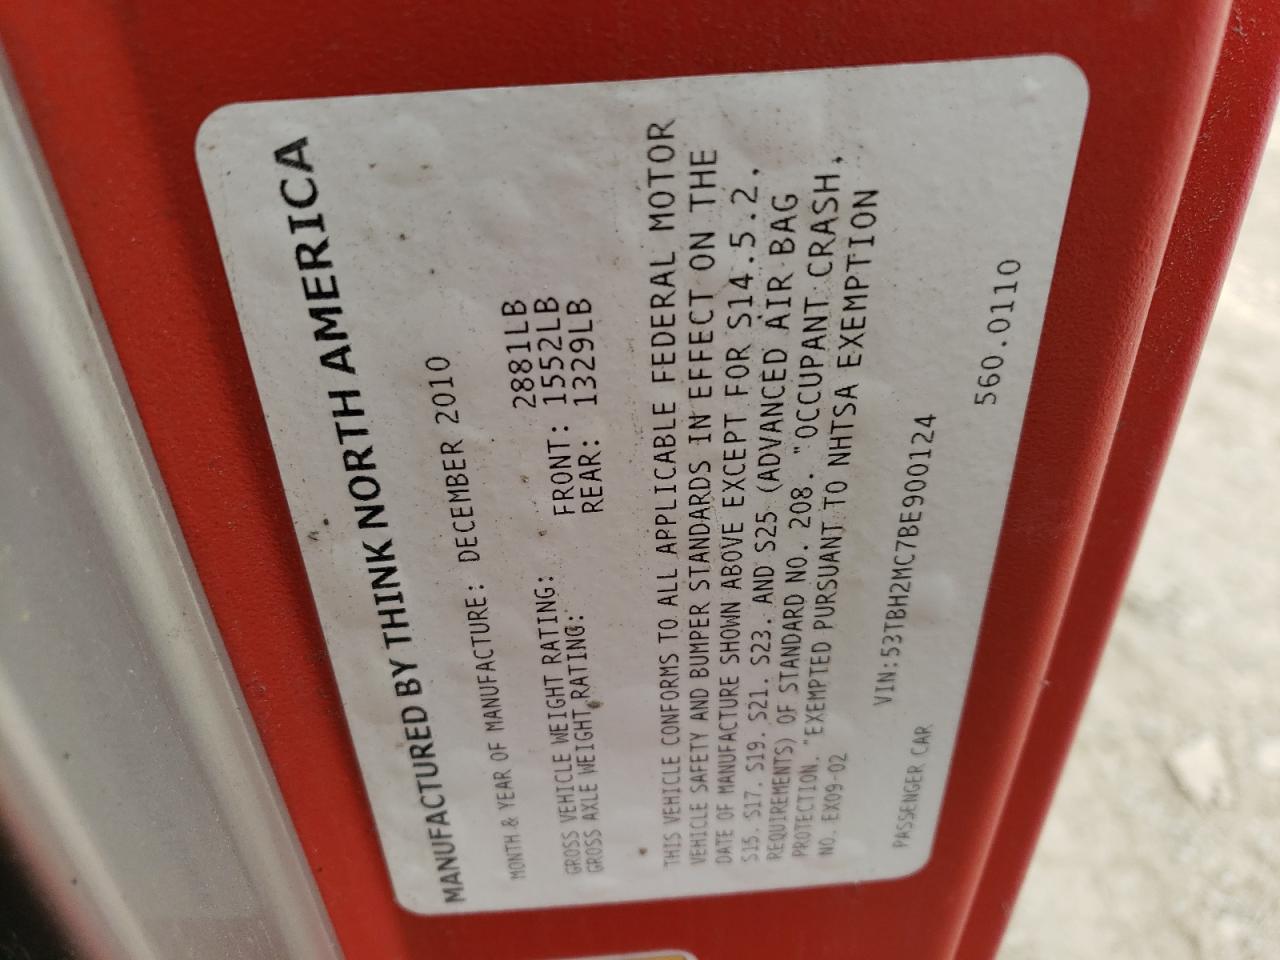 MANUFACTURED BY THINK NORTH AMERICA
MONTH & YEAR OF MANUFACTURE: DECEMBER 2010
GROSS VEHICLE WEIGHT RATING: 2881LB
GROSS AXLE WEIGHT RATING: FRONT: 1552LB
REAR: 1329LB
THIS VEHICLE CONFORMS TO ALL APPLICABLE FEDERAL MOTOR
VEHICLE SAFETY AND BUMPER STANDARDS IN EFFECT ON THE
DATE OF MANUFACTURE SHOWN ABOVE EXCEPT FOR S14.5.2,
S15. S17. S19. S21. S23. AND S25 (ADVANCED AIR BAG
REQUIREMENTS) OF STANDARD NO. 208. "OCCUPANT CRASH,
PROTECTION. "EXEMPTED PURSUANT TO NHTSA EXEMPTION
NO. EX09-02
VIN:53TBH2MC7BE900124
PASSENGER CAR
560.0110